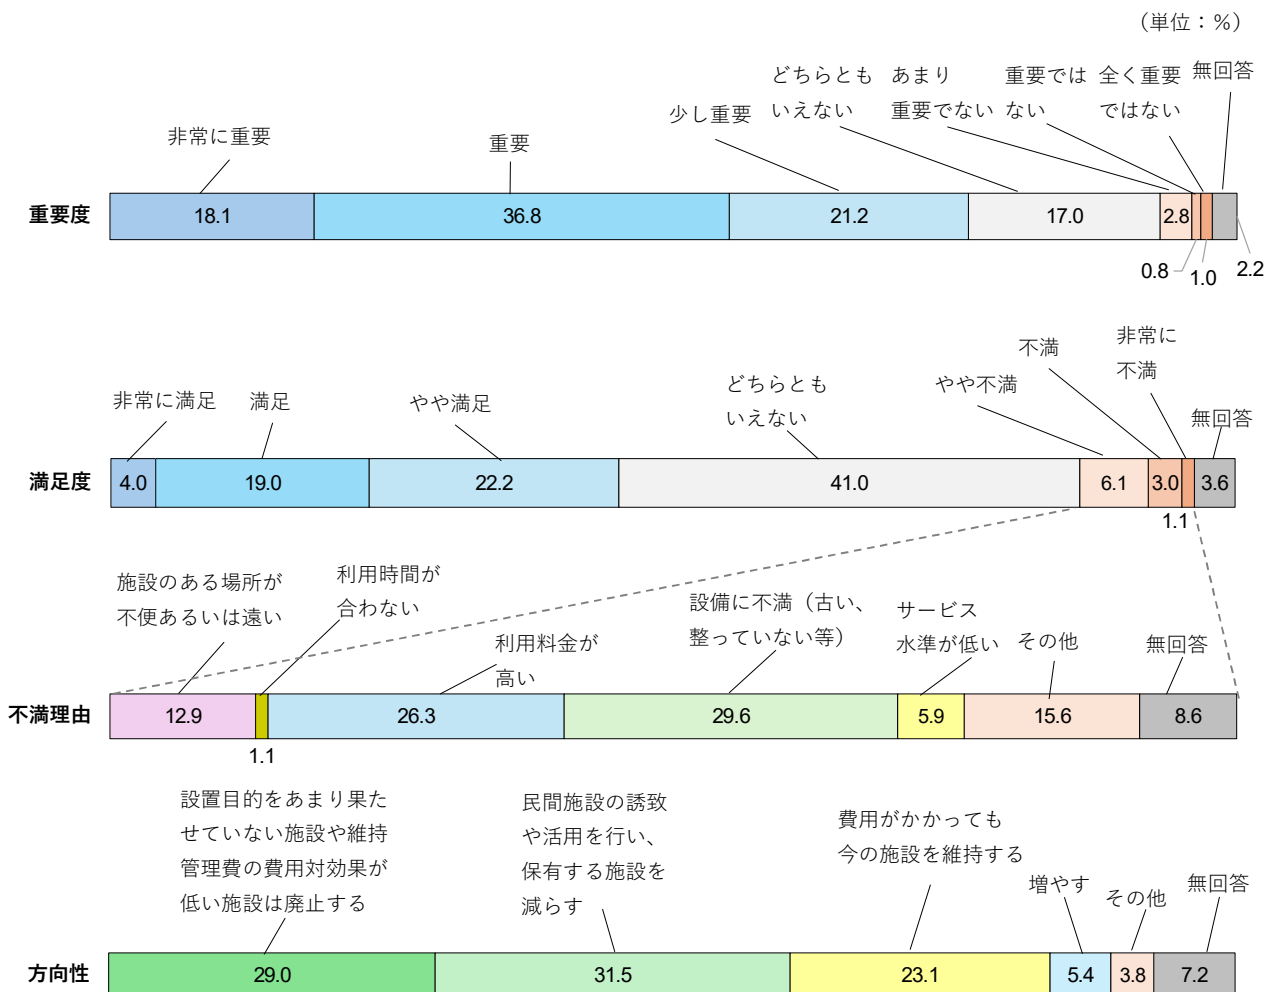 （単位：％）
どちらとも
いえない
あまり
重要でない
重要では
ない
全く重要
ではない
無回答
少し重要
非常に重要
重要
重要度
18.1
36.8
21.2
17.0
2.8
0.8
1.0
2.2
非常に満足
満足
やや満足
どちらとも
いえない
やや不満
不満
非常に
不満
無回答
満足度
4.0
19.0
22.2
41.0
6.1
3.0
1.1
3.6
施設のある場所が
不便あるいは遠い
利用時間が
合わない
利用料金が
高い
設備に不満（古い、
整っていない等）
サービス
水準が低い
その他
無回答
不満理由
12.9
1.1
26.3
29.6
5.9
15.6
8.6
設置目的をあまり果た
せていない施設や維持
管理費の費用対効果が
低い施設は廃止する
民間施設の誘致
や活用を行い、
保有する施設を
減らす
費用がかかっても
今の施設を維持する
増やす
その他
無回答
方向性
29.0
31.5
23.1
5.4
3.8
7.2